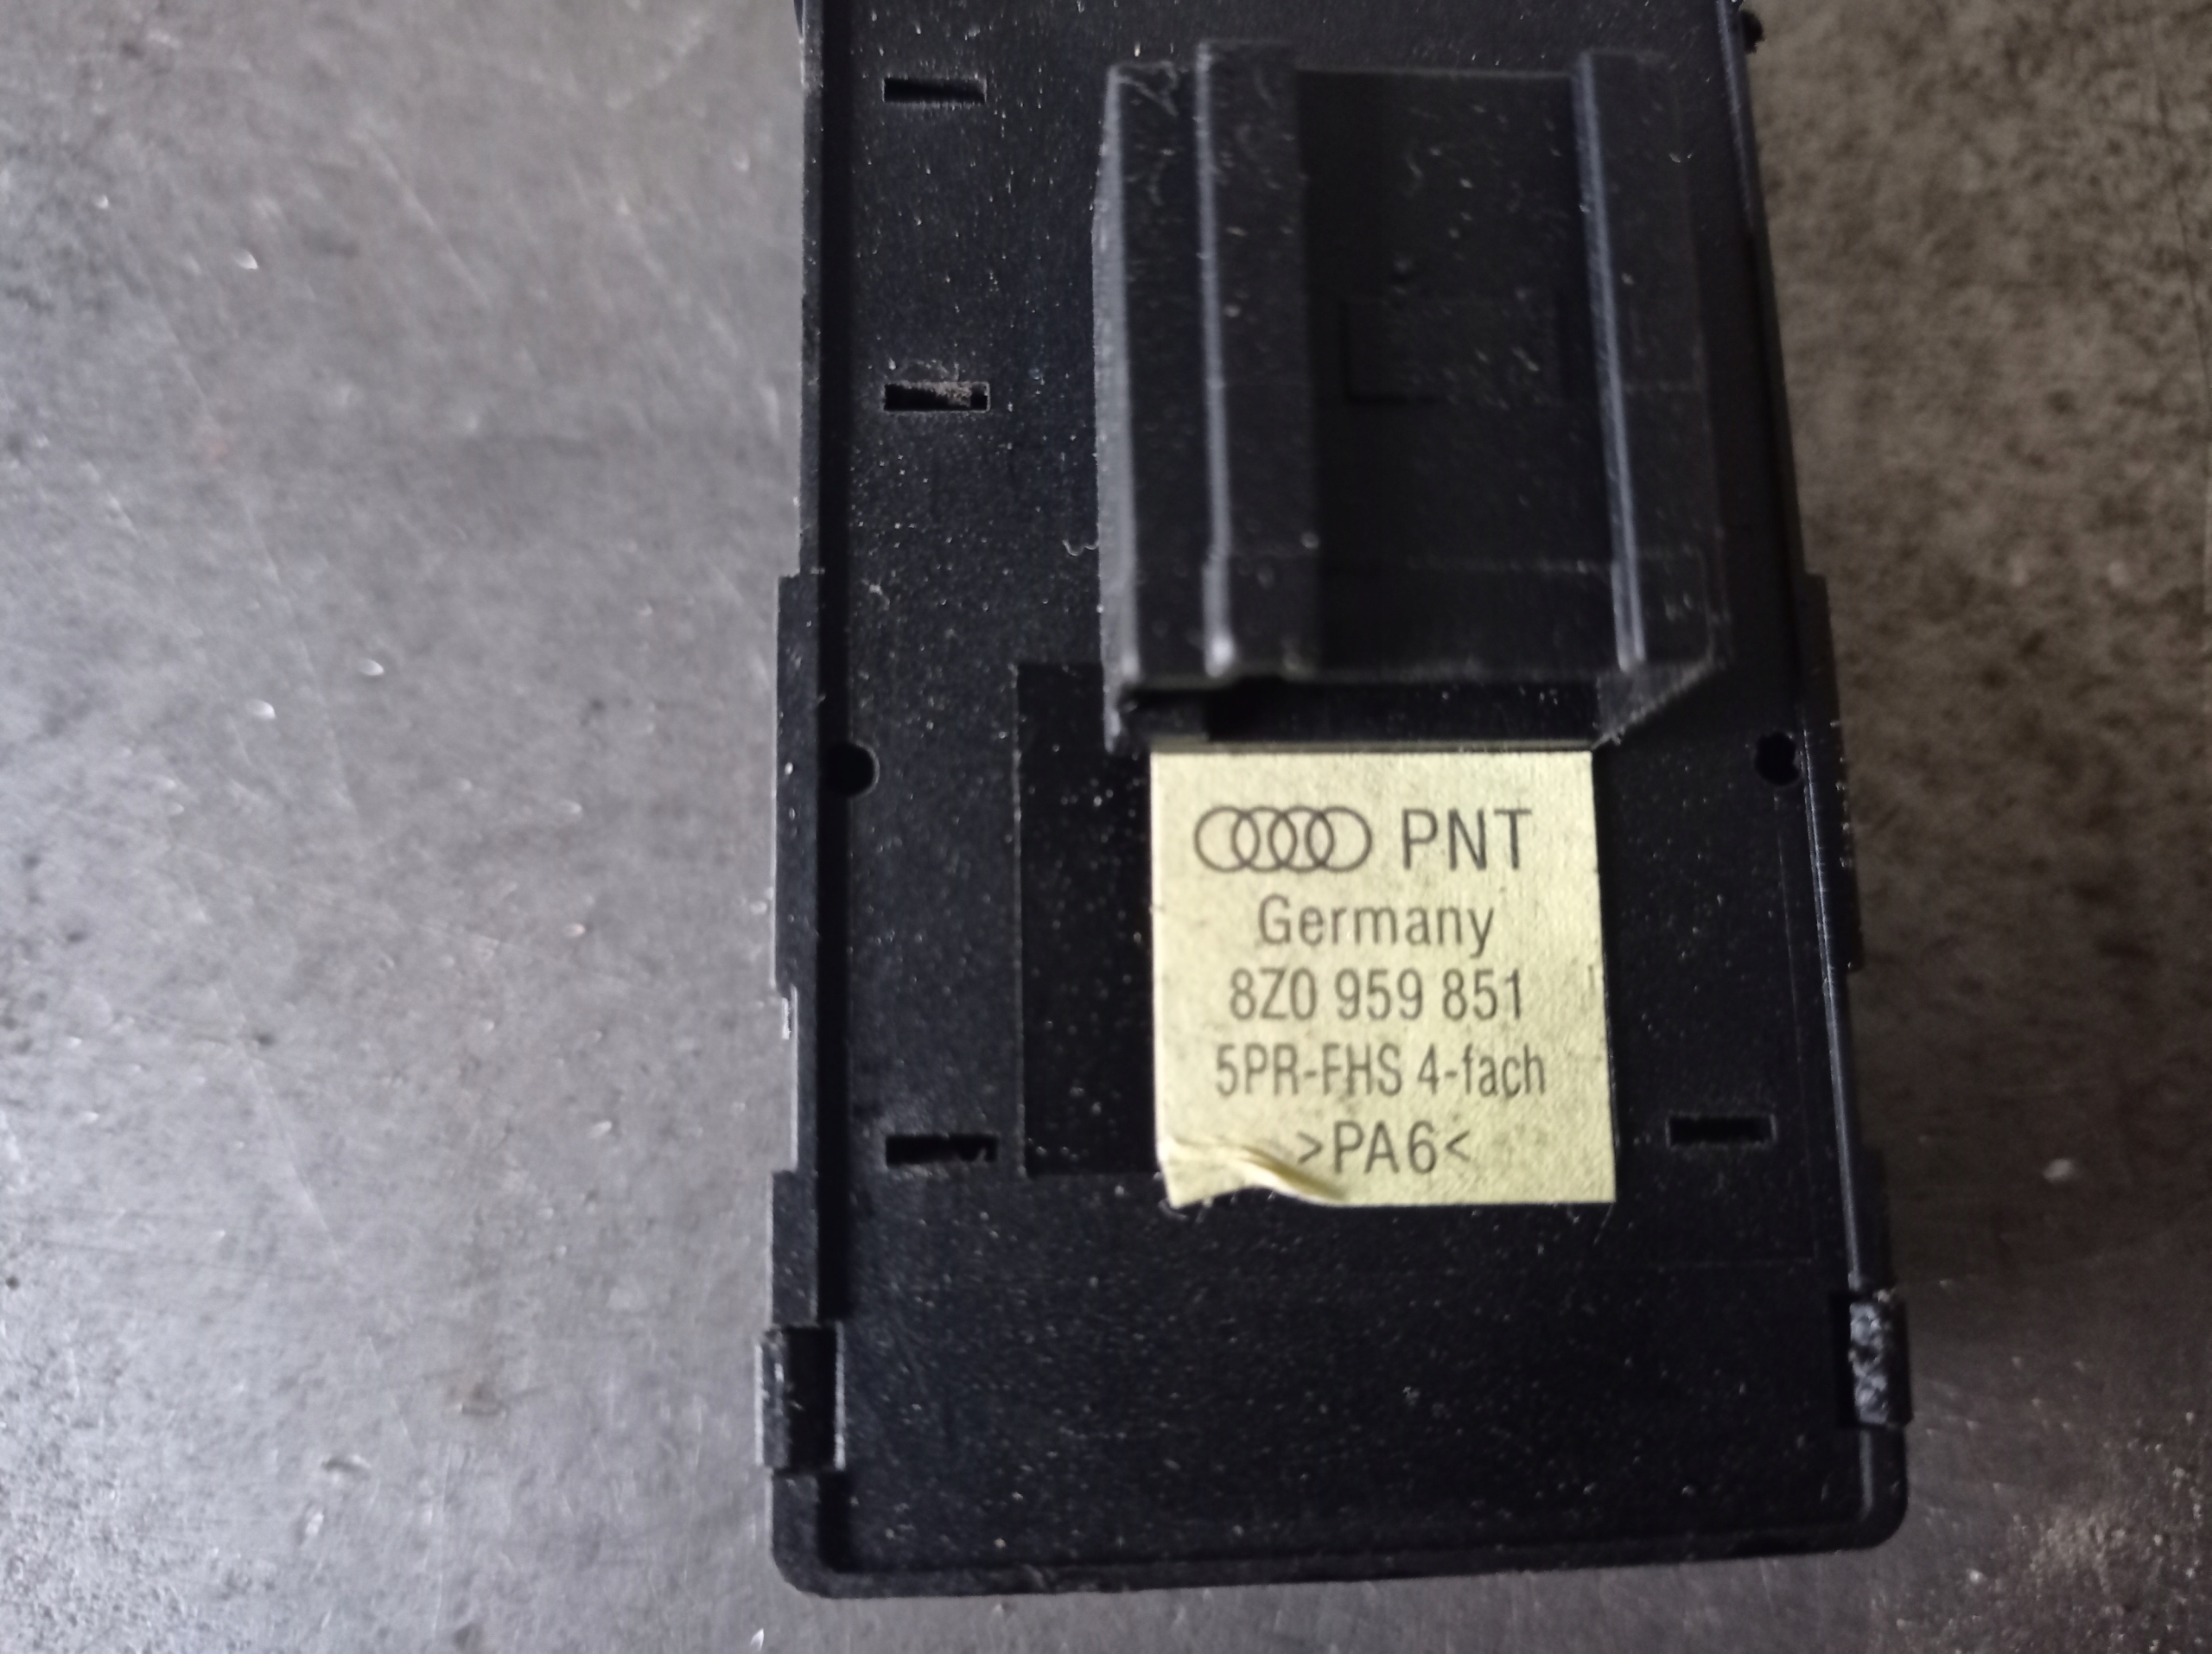 PNT
Germany
8Z0 959 851
5PR-FHS 4-fach
>PA6<